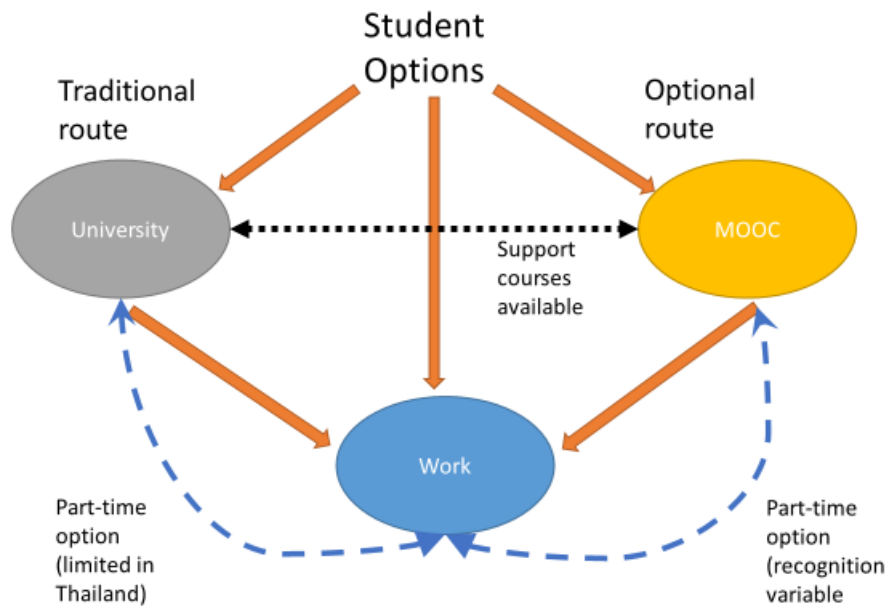 Student
Options
Traditional
route
Optional
route
University
MOOC
Support
courses
available
Work
Part-time
option
(limited in
Thailand)
Part-time
option
(recognition
variable